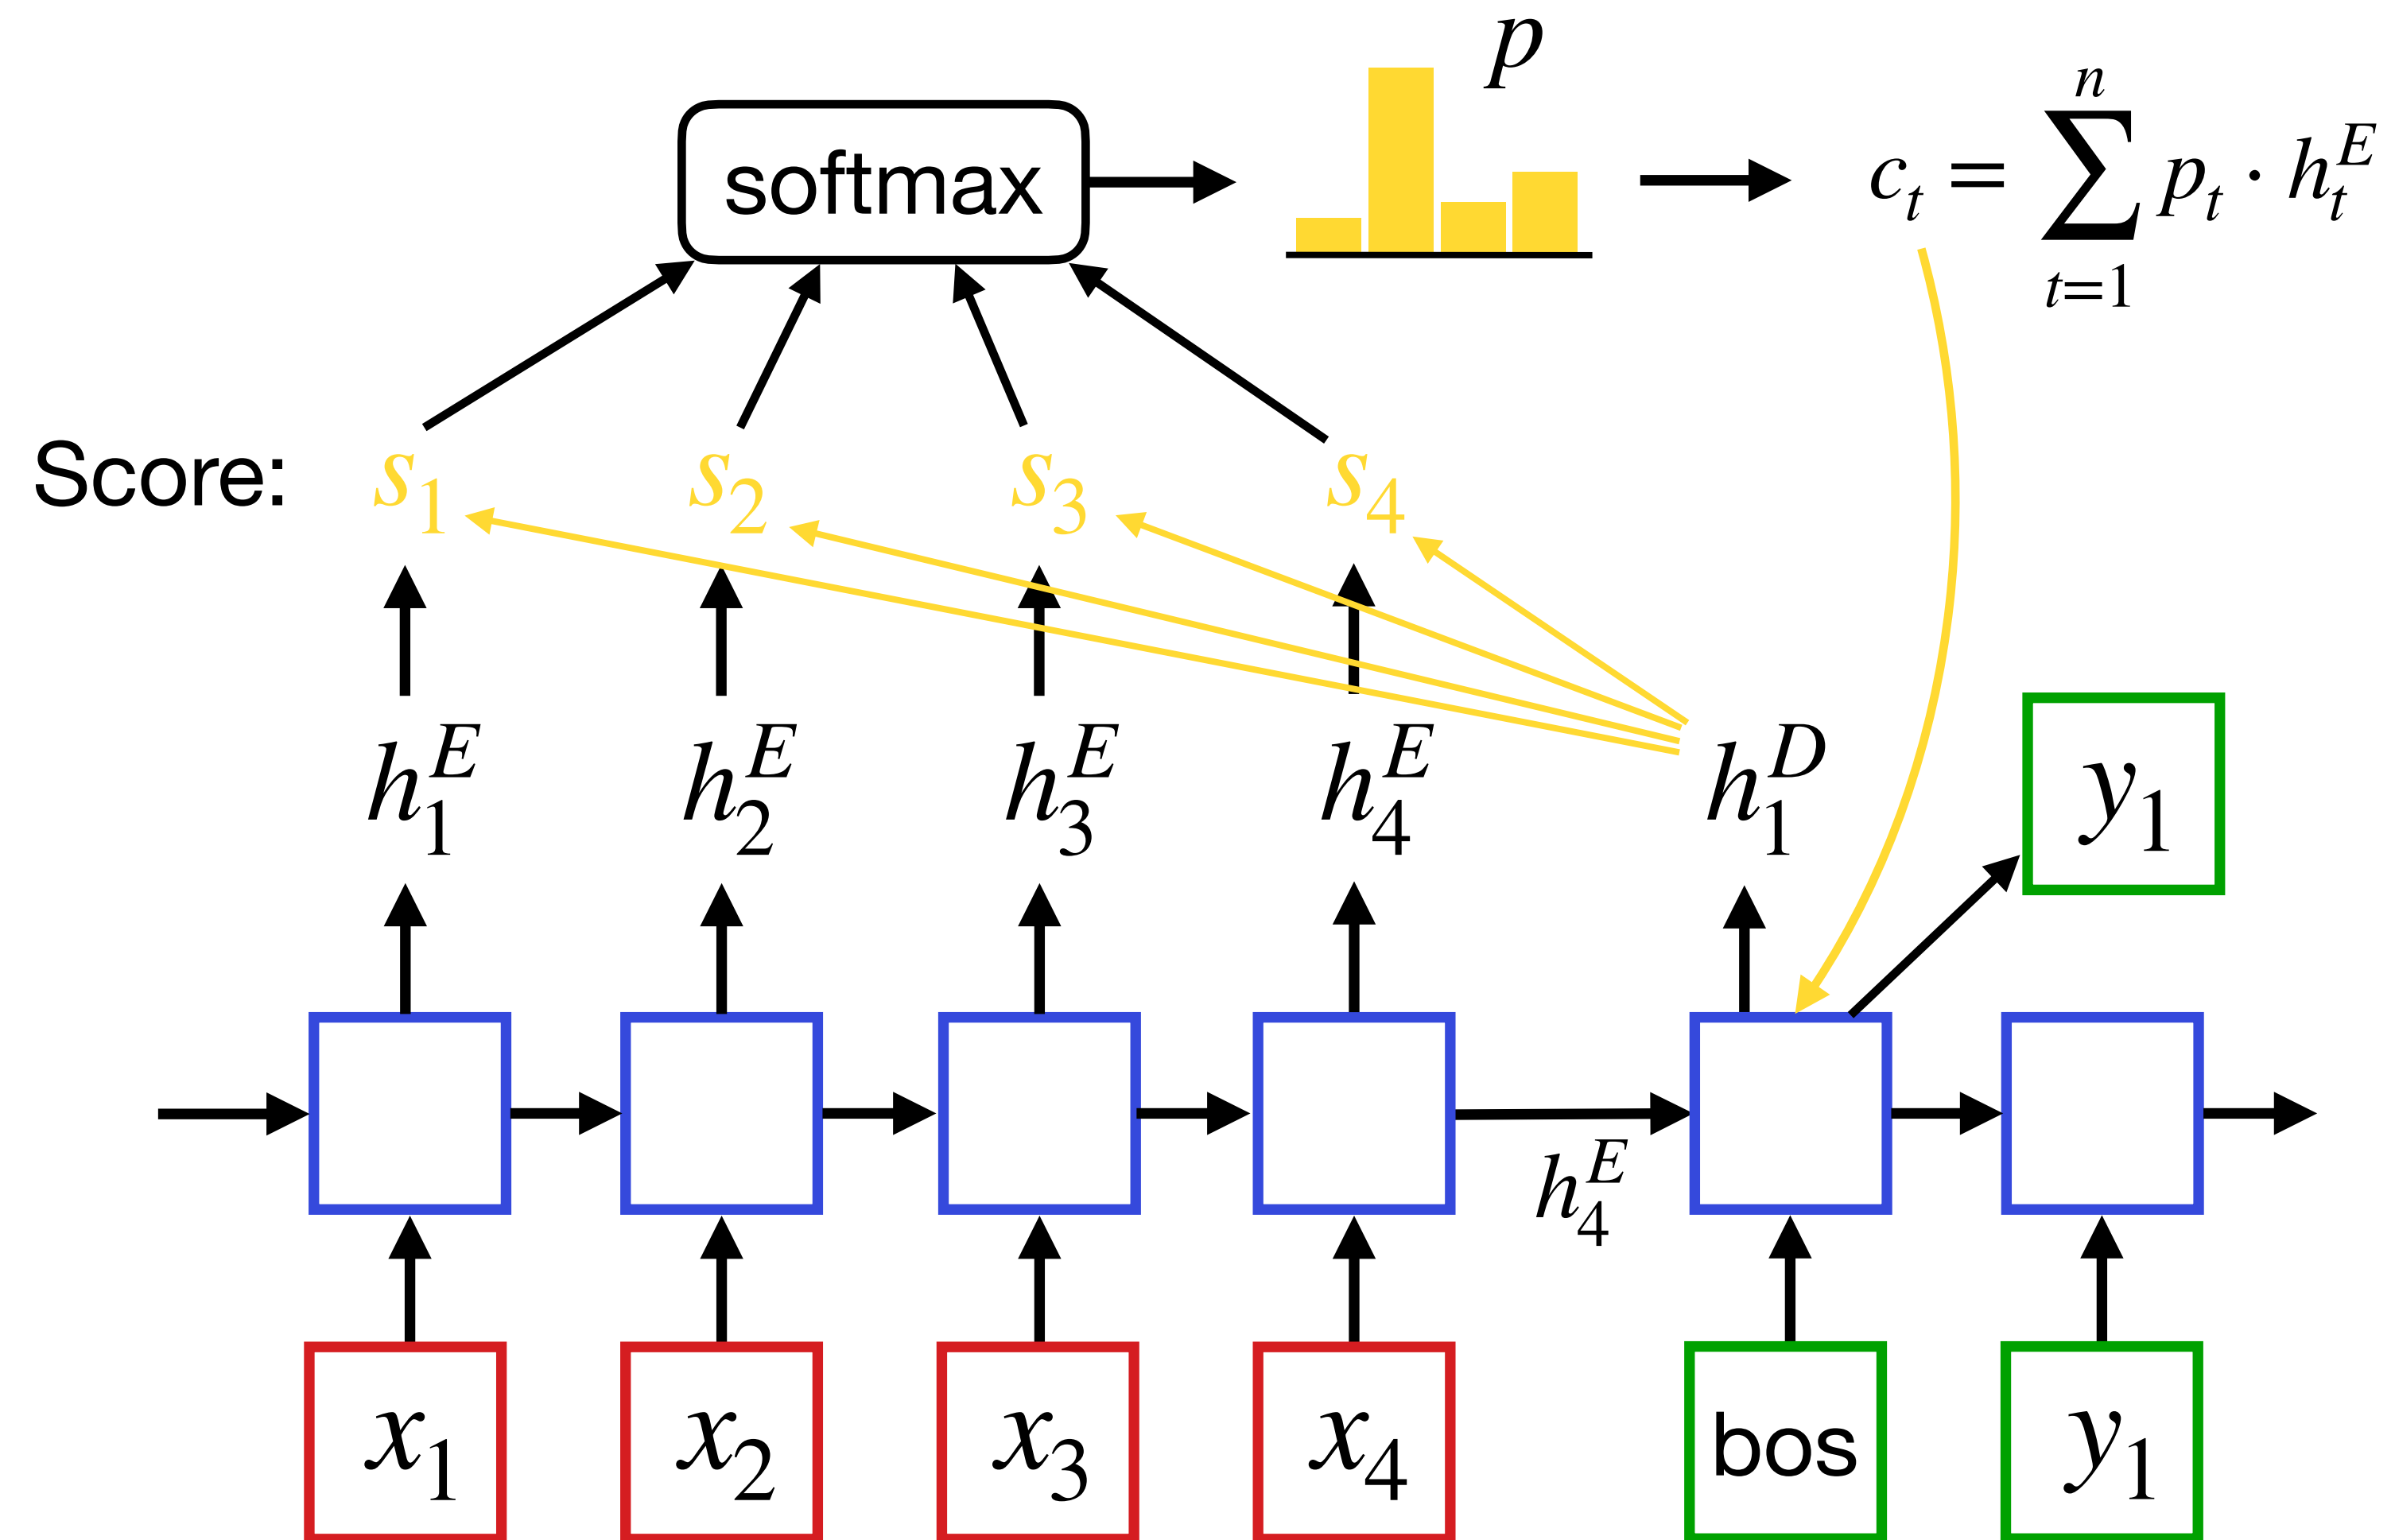 p
softmax
c_t = \sum_{t=1}^{n} p_t · h_t^E
Score: s_1 s_2 s_3 s_4
h_1^E h_2^E h_3^E h_4^E h_1^D y_1
h_4^E
x_1 x_2 x_3 x_4 bos y_1